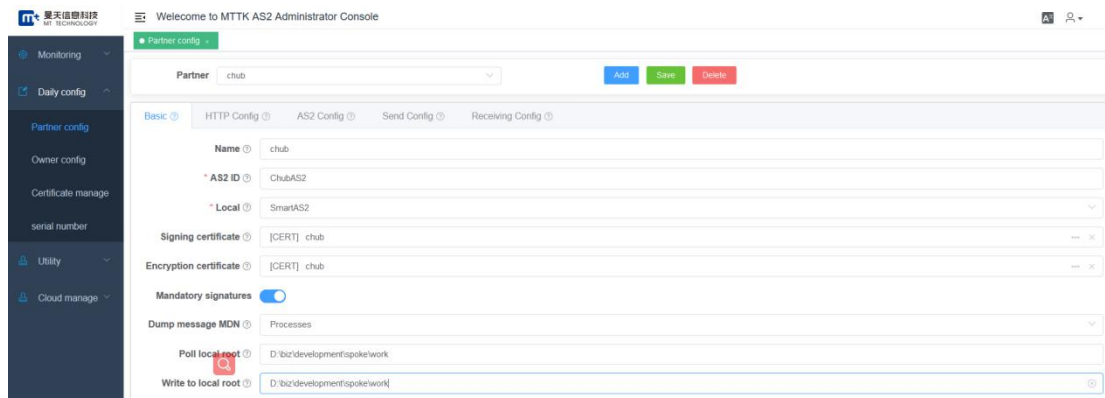 mt 旻天信息科技
MT TECHNOLOGY
Welecome to MTTK AS2 Administrator Console
A
Partner config
Monitoring
Partner chub Add Save Delete
Daily config
Basic HTTP Config AS2 Config Send Config Receiving Config
Partner config
Name chub
Owner config
* AS2 ID ChubAS2
Certificate manage
* Local SmartAS2
serial number
Signing certificate [CERT] chub
Utility
Encryption certificate [CERT] chub
Cloud manage
Mandatory signatures
Dump message MDN Processes
Poll local root D:\biz\development\spoke\work
Write to local root D:\biz\development\spoke\work